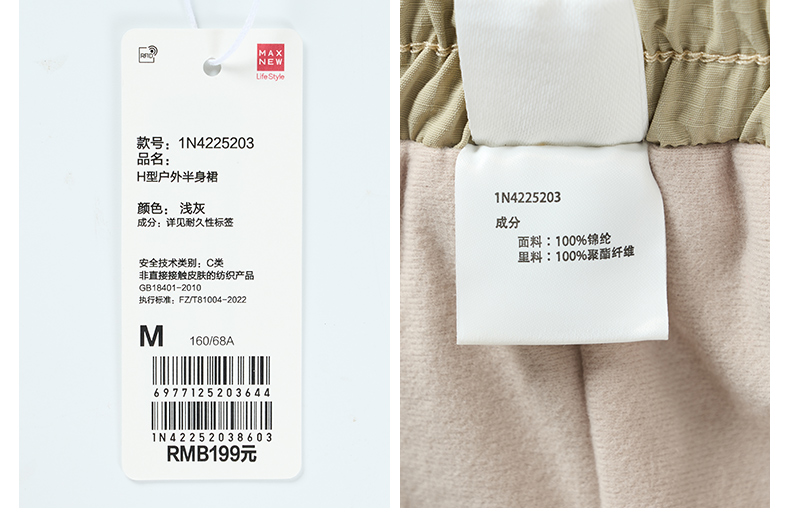 RFID
MAX
NEW
LifeStyle
款号：1N4225203
品名：
H型户外半身裙
颜色：浅灰
成分：详见耐久性标签
安全技术类别：C类
非直接接触皮肤的纺织产品
GB18401-2010
执行标准：FZ/T81004-2022
M 160/68A
6977125203644
1N42252038603
RMB199元
1N4225203
成分
面料：100%锦纶
里料：100%聚酯纤维